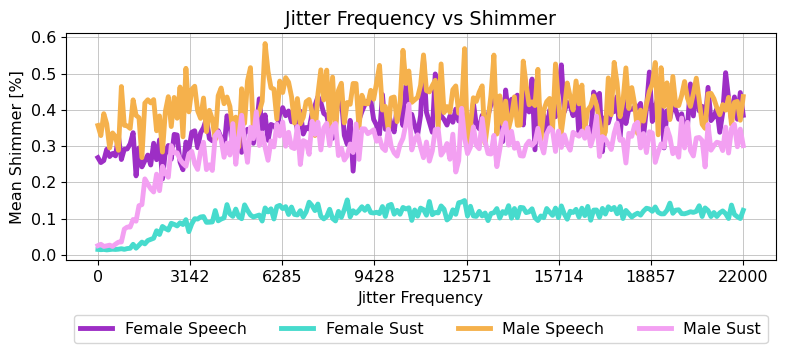 Jitter Frequency vs Shimmer
Mean Shimmer [%]
0.6
0.5
0.4
0.3
0.2
0.1
0.0
0 3142 6285 9428 12571 15714 18857 22000
Jitter Frequency
Female Speech Female Sust Male Speech Male Sust